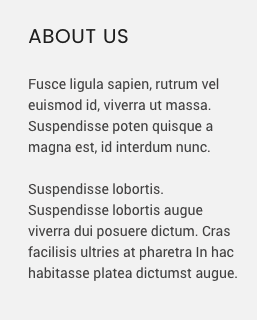 ABOUT US
Fusce ligula sapien, rutrum vel
euismod id, viverra ut massa.
Suspendisse poten quisque a
magna est, id interdum nunc.
Suspendisse lobortis.
Suspendisse lobortis augue
viverra dui posuere dictum. Cras
facilisis ultries at pharetra In hac
habitasse platea dictumst augue.